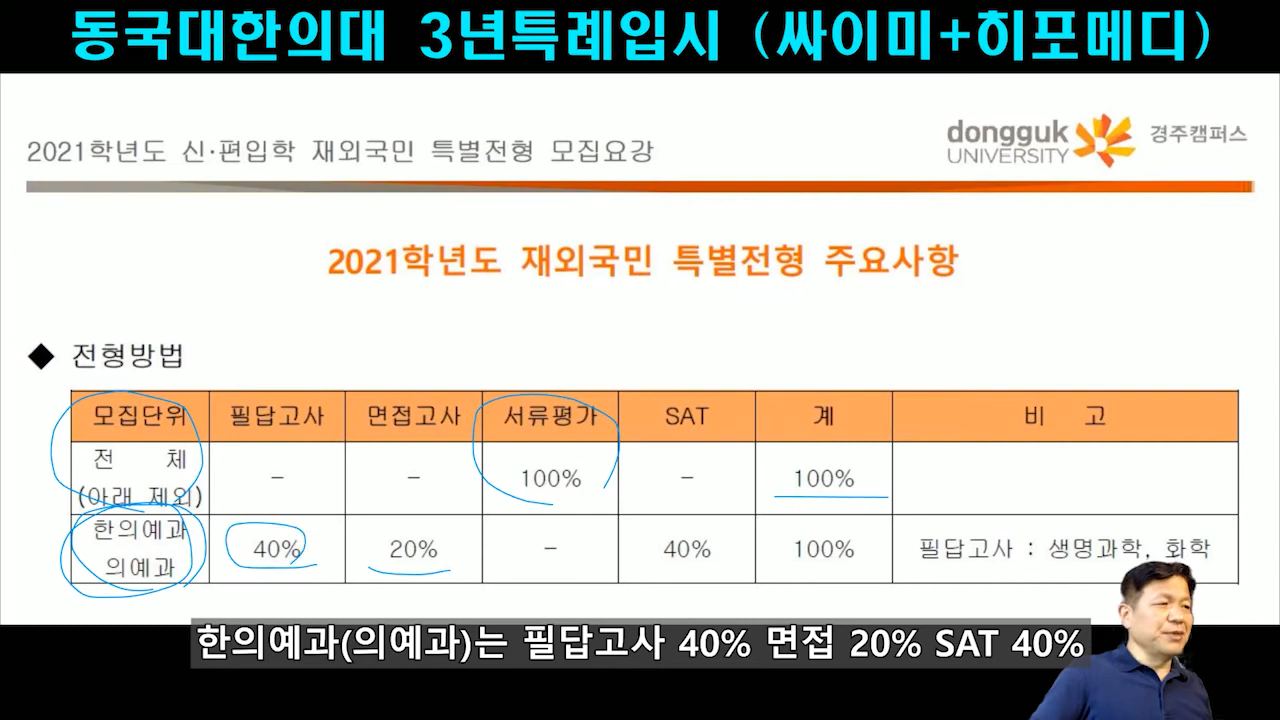 동국대한의대 3년특례입시 (싸이미+히포메디)
2021학년도 신·편입학 재외국민 특별전형 모집요강
dongguk
UNIVERSITY
경주캠퍼스
2021학년도 재외국민 특별전형 주요사항
◆ 전형방법
모집단위 필답고사 면접고사 서류평가 SAT 계 비 고
전 체
(아래 제외) - - 100% - 100%
한의예과
의예과 40% 20% - 40% 100% 필답고사 : 생명과학, 화학
한의예과(의예과)는 필답고사 40% 면접 20% SAT 40%